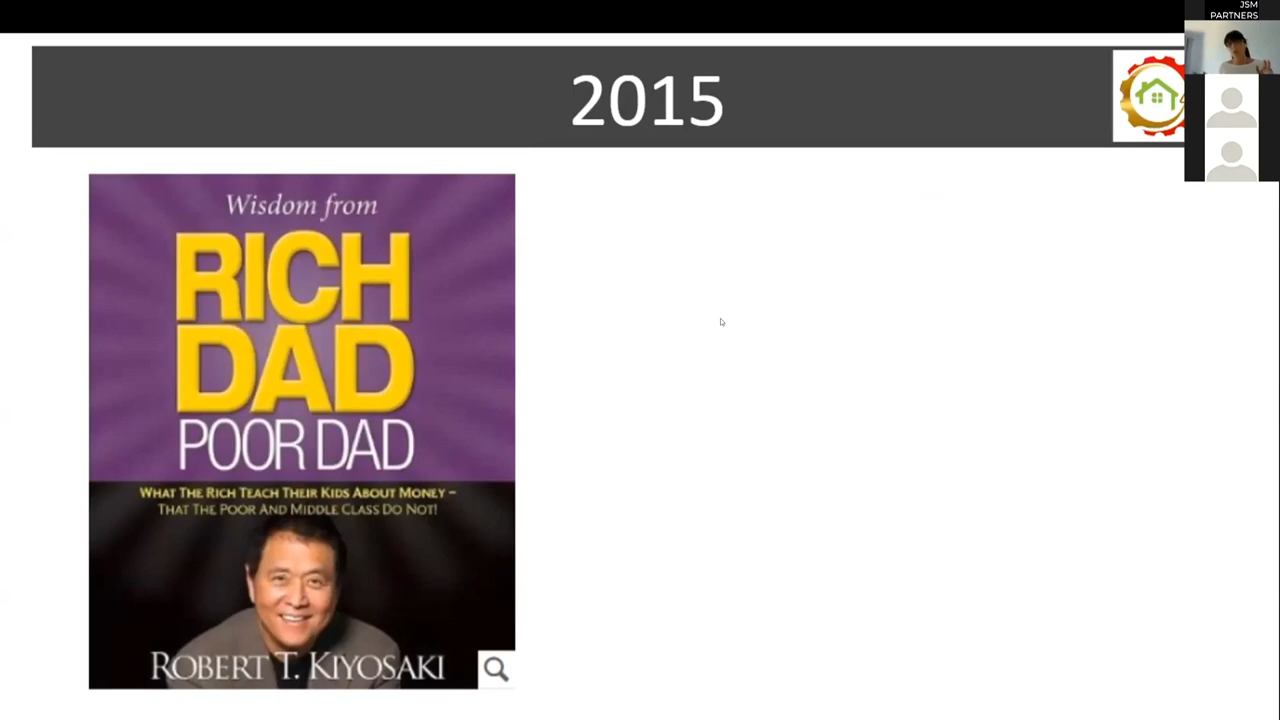 JSM
PARTNERS
2015
Wisdom from
RICH
DAD
POOR DAD
WHAT THE RICH TEACH THEIR KIDS ABOUT MONEY –
THAT THE POOR AND MIDDLE CLASS DO NOT!
ROBERT T. KIYOSAKI